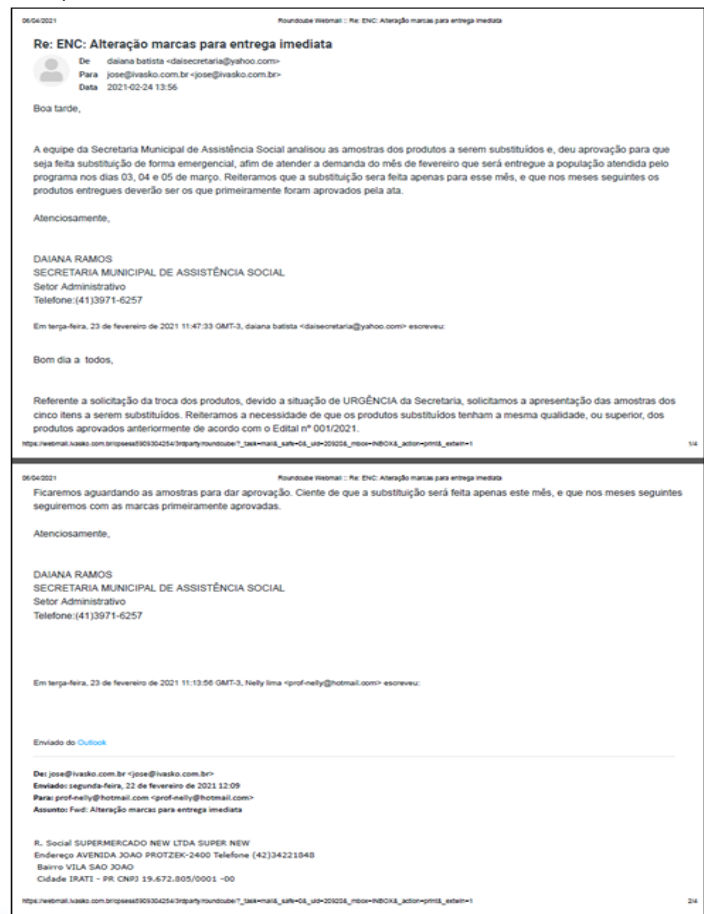 06/04/2021 Roundcube Webmail :: Re: ENC: Alteração marcas para entrega imediata
Re: ENC: Alteração marcas para entrega imediata
De daiana batista <daisecretaria@yahoo.com>
Para jose@ivasko.com.br <jose@ivasko.com.br>
Data 2021-02-24 13:56
Boa tarde,
A equipe da Secretaria Municipal de Assistência Social analisou as amostras dos produtos a serem substituídos e, deu aprovação para que
seja feita substituição de forma emergencial, afim de atender a demanda do mês de fevereiro que será entregue a população atendida pelo
programa nos dias 03, 04 e 05 de março. Reiteramos que a substituição sera feita apenas para esse mês, e que nos meses seguintes os
produtos entregues deverão ser os que primeiramente foram aprovados pela ata.
Atenciosamente,
DAIANA RAMOS
SECRETARIA MUNICIPAL DE ASSISTÊNCIA SOCIAL
Setor Administrativo
Telefone:(41)3971-6257
Em terça-feira, 23 de fevereiro de 2021 11:47:33 GMT-3, daiana batista <daisecretaria@yahoo.com> escreveu:
Bom dia a todos,
Referente a solicitação da troca dos produtos, devido a situação de URGÊNCIA da Secretaria, solicitamos a apresentação das amostras dos
cinco itens a serem substituídos. Reiteramos a necessidade de que os produtos substituídos tenham a mesma qualidade, ou superior, dos
produtos aprovados anteriormente de acordo com o Edital nº 001/2021.
1/4
06/04/2021 Roundcube Webmail :: Re: ENC: Alteração marcas para entrega imediata
Ficaremos aguardando as amostras para dar aprovação. Ciente de que a substituição será feita apenas este mês, e que nos meses seguintes
seguiremos com as marcas primeiramente aprovadas.
Atenciosamente,
DAIANA RAMOS
SECRETARIA MUNICIPAL DE ASSISTÊNCIA SOCIAL
Setor Administrativo
Telefone:(41)3971-6257
Em terça-feira, 23 de fevereiro de 2021 11:13:56 GMT-3, Nelly lima <prof-nelly@hotmail.com> escreveu:
Enviado do Outlook
De: jose@ivasko.com.br <jose@ivasko.com.br>
Enviado: segunda-feira, 22 de fevereiro de 2021 12:09
Para: prof-nelly@hotmail.com <prof-nelly@hotmail.com>
Assunto: Fwd: Alteração marcas para entrega imediata
R. Social SUPERMERCADO NEW LTDA SUPER NEW
Endereço AVENIDA JOAO PROTZEK-2400 Telefone (42)34221848
Bairro VILA SAO JOAO
Cidade IRATI - PR CNPJ 19.672.805/0001 -00
2/4